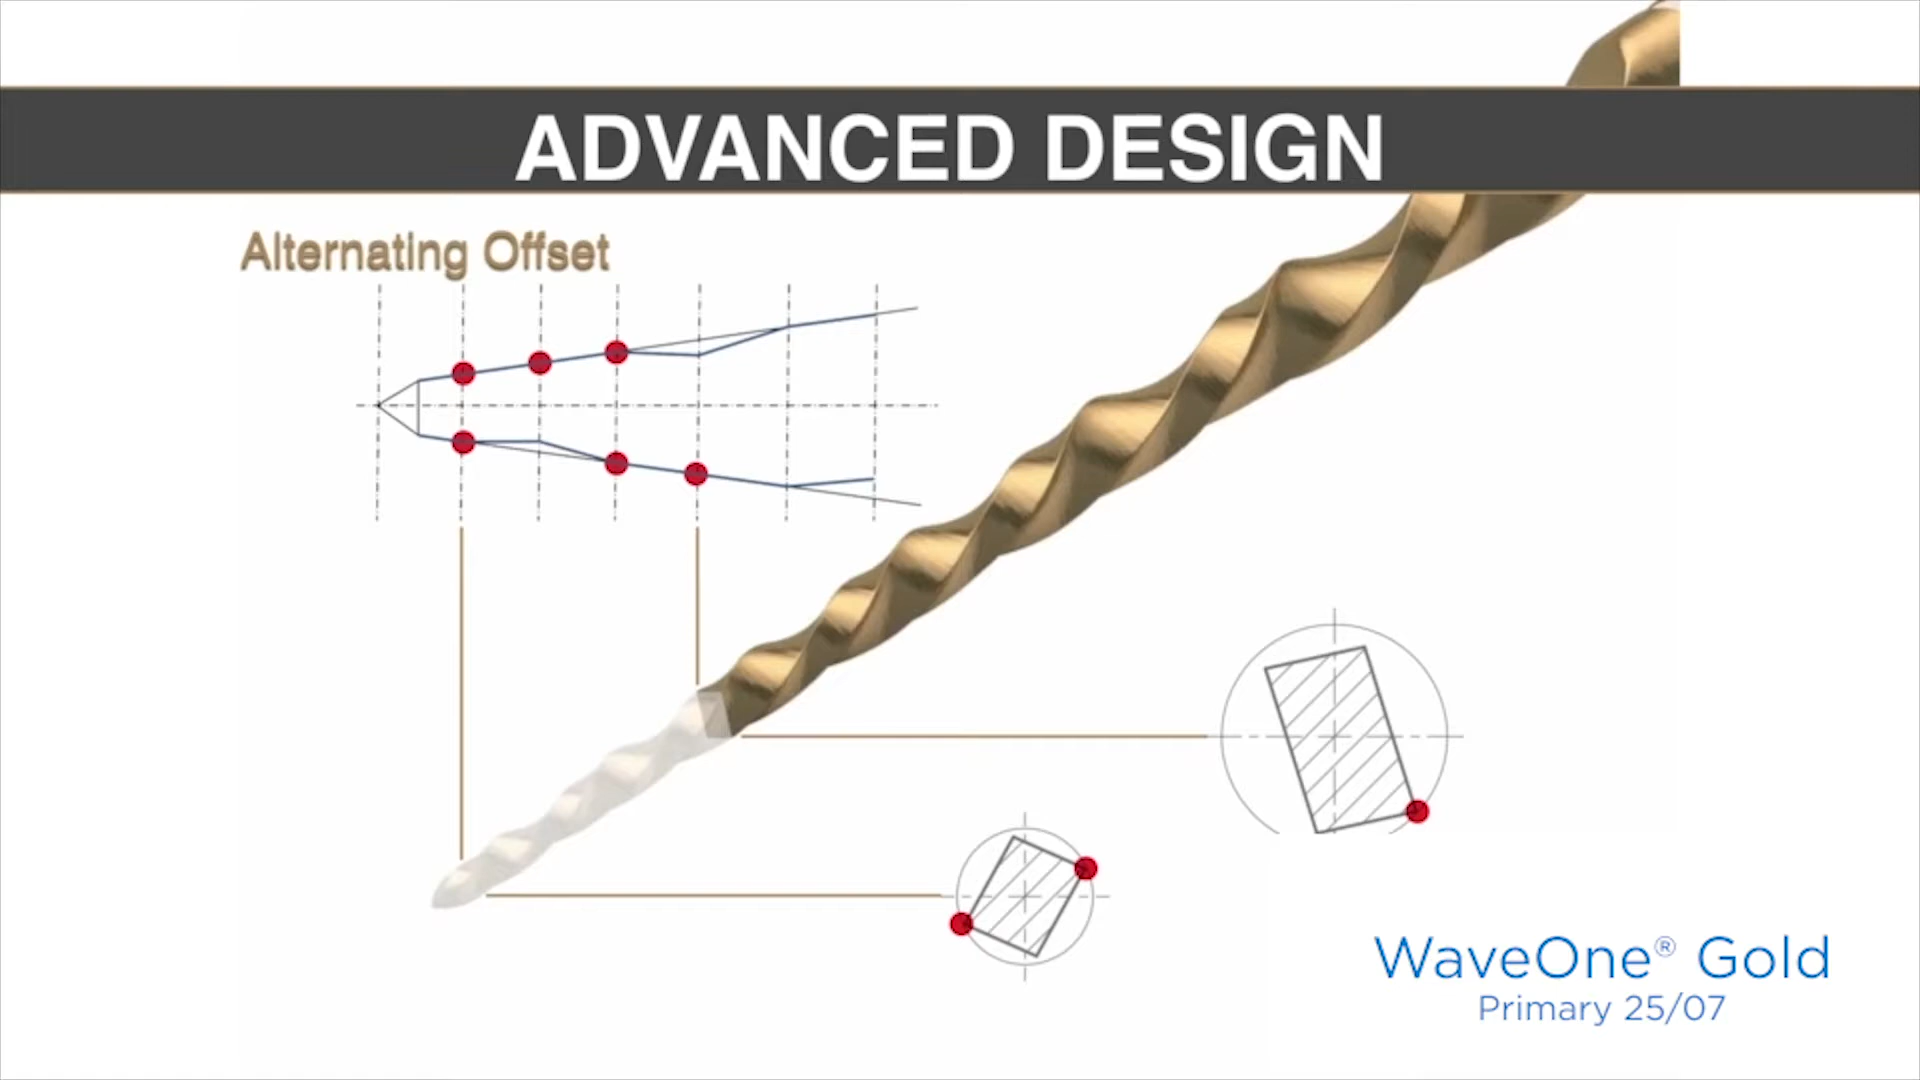 ADVANCED DESIGN
Alternating Offset
WaveOne® Gold
Primary 25/07